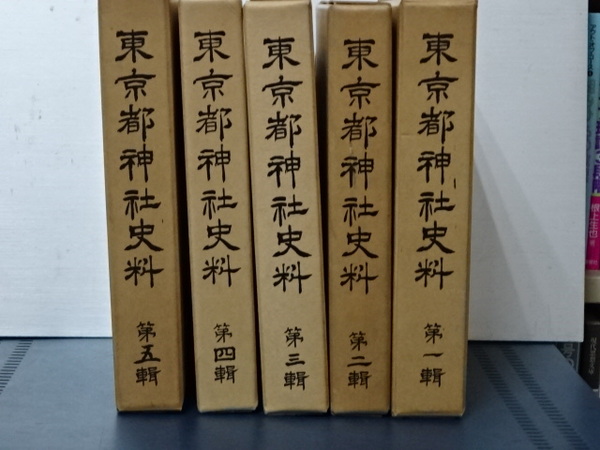 東京都神社史料
第一輯
東京都神社史料
第二輯
東京都神社史料
第三輯
東京都神社史料
第四輯
東京都神社史料
第五輯